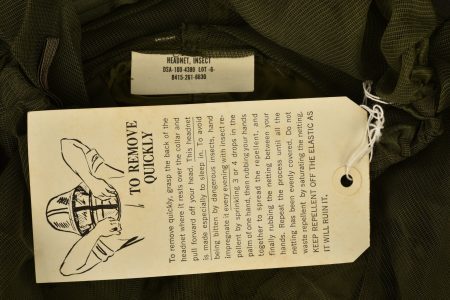 HEADNET, INSECT
DSA-100-4380 LOT -6-
8415-261-6630
TO REMOVE
QUICKLY
To remove quickly, grasp the back of the
headnet where it rests over the collar and
pull forward off your head. This headnet
is made especially to sleep in. To avoid
being bitten by dangerous insects, hand
impregnate it every evening with insect re-
pellent by sprinkling 3 or 4 drops in the
palm of one hand, then rubbing your hands
together to spread the repellent, and
finally rubbing the netting between your
hands. Repeat the process until all the
netting has been evenly covered. Do not
waste repellent by saturating the netting.
KEEP REPELLENT OFF THE ELASTIC AS
IT WILL RUIN IT.